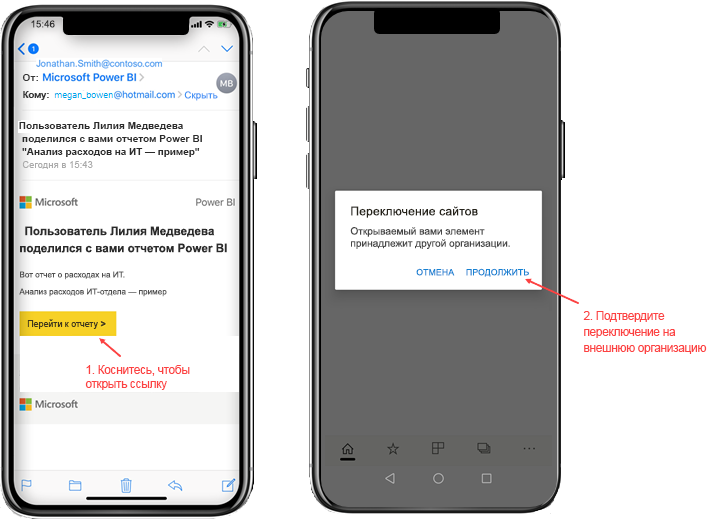 15:46
1
Jonathan.Smith@contoso.com
От: Microsoft Power BI
MB
Кому: megan_bowen@hotmail.com Скрыть
Пользователь Лилия Медведева
поделился с вами отчетом Power BI
"Анализ расходов на ИТ — пример"
Сегодня в 15:43
Microsoft Power BI
Пользователь Лилия Медведева
поделился с вами отчетом Power BI
Вот отчет о расходах на ИТ.
Анализ расходов ИТ-отдела — пример
Перейти к отчету >
1. Коснитесь, чтобы
открыть ссылку
Microsoft
Переключение сайтов
Открываемый вами элемент
принадлежит другой организации.
ОТМЕНА ПРОДОЛЖИТЬ
2. Подтвердите
переключение на
внешнюю организацию